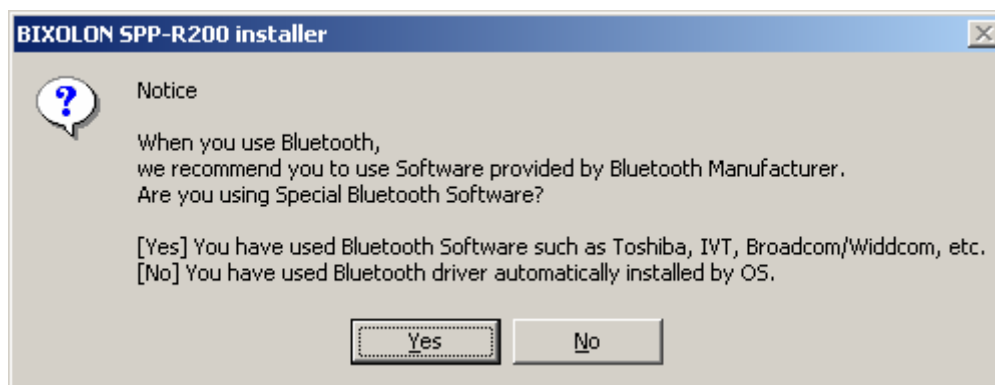 BIXOLON SPP-R200 installer
Notice
When you use Bluetooth,
we recommend you to use Software provided by Bluetooth Manufacturer.
Are you using Special Bluetooth Software?
[Yes] You have used Bluetooth Software such as Toshiba, IVT, Broadcom/Widdcom, etc.
[No] You have used Bluetooth driver automatically installed by OS.
Yes
No